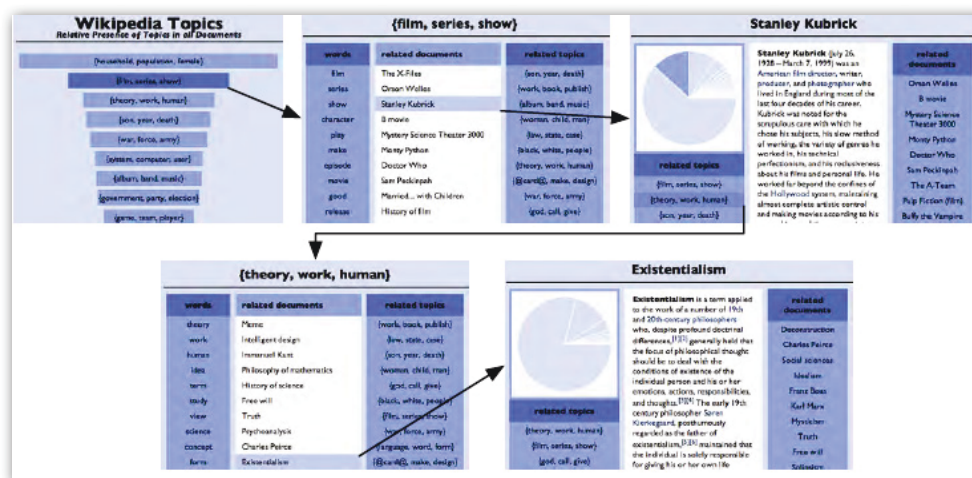 Wikipedia Topics
Relative Presence of Topics in all Documents
{household, population, female}
{film, series, show}
{theory, work, human}
{son, year, death}
{war, force, army}
{system, computer, user}
{album, band, music}
{government, party, election}
{game, team, player}
{film, series, show}
words
film
series
show
character
play
make
episode
movie
good
release
related documents
The X-Files
Orson Welles
Stanley Kubrick
B movie
Mystery Science Theater 3000
Monty Python
Doctor Who
Sam Peckinpah
Married... with Children
History of film
related topics
{son, year, death}
{work, book, publish}
{album, band, music}
{woman, child, man}
{law, state, case}
{black, white, people}
{theory, work, human}
{@card@, make, design}
{war, force, army}
{god, call, give}
Stanley Kubrick
related topics
{film, series, show}
{theory, work, human}
{son, year, death}
Stanley Kubrick (July 26,
1928 – March 7, 1999) was an
American film director, writer,
producer, and photographer who
lived in England during most of the
last four decades of his career.
Kubrick was noted for the
scrupulous care with which he
chose his subjects, his slow method
of working, the variety of genres he
worked in, his technical
perfectionism, and his reclusiveness
about his films and personal life. He
worked far beyond the confines of
the Hollywood system, maintaining
almost complete artistic control
and making movies according to his
related
documents
Orson Welles
B movie
Mystery Science
Theater 3000
Monty Python
Doctor Who
Sam Peckinpah
The A-Team
Pulp Fiction (film)
Buffy the Vampire
{theory, work, human}
words
theory
work
human
idea
term
study
view
science
concept
form
related documents
Meme
Intelligent design
Immanuel Kant
Philosophy of mathematics
History of science
Free will
Truth
Psychoanalysis
Charles Peirce
Existentialism
related topics
{work, book, publish}
{law, state, case}
{son, year, death}
{woman, child, man}
{god, call, give}
{black, white, people}
{film, series, show}
{war, force, army}
{language, word, form}
{@card@, make, design}
Existentialism
related topics
{theory, work, human}
{film, series, show}
{god, call, give}
Existentialism is a term applied
to the work of a number of 19th
and 20th-century philosophers
who, despite profound doctrinal
differences,[1][2] generally held that
the focus of philosophical thought
should be to deal with the
conditions of existence of the
individual person and his or her
emotions, actions, responsibilities,
and thoughts.[3][4] The early 19th
century philosopher Søren
Kierkegaard, posthumously
regarded as the father of
existentialism,[5][6] maintained that
the individual is solely responsible
for giving his or her own life
related
documents
Deconstruction
Charles Peirce
Social sciences
Idealism
Franz Boas
Karl Marx
Mysticism
Truth
Free will